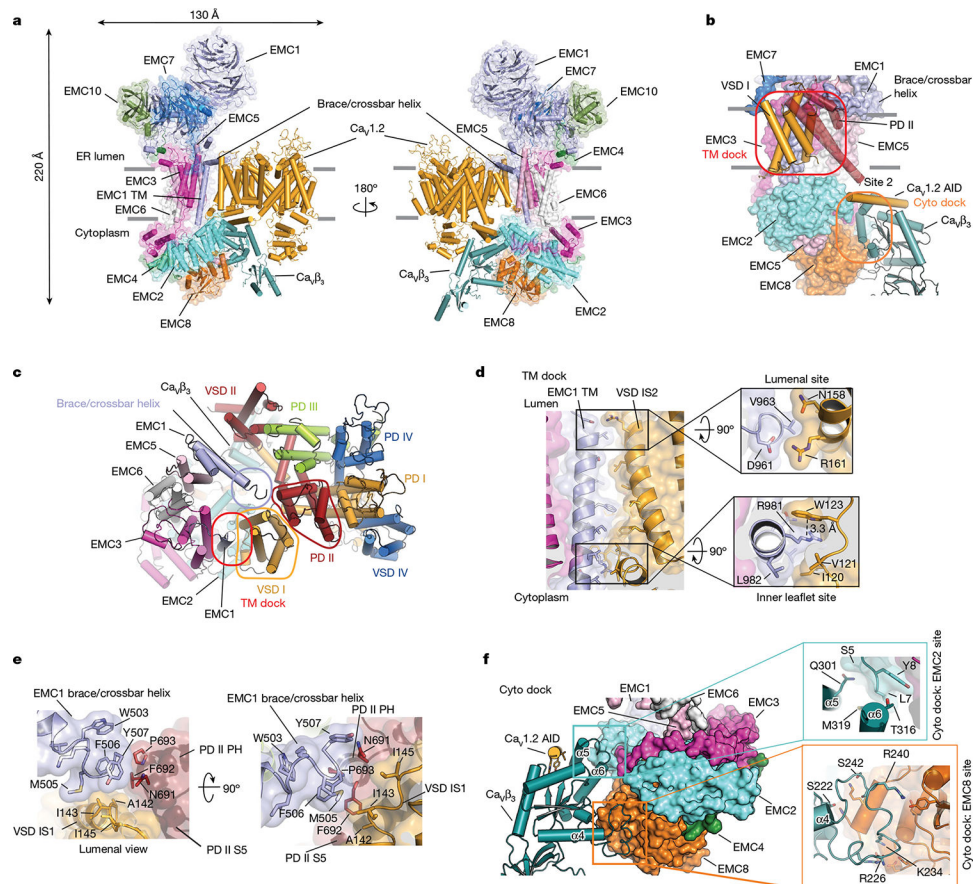 a
130 Å
220 Å
EMC1
EMC7
EMC10
EMC5
ER lumen
EMC3
EMC1 TM
EMC6
Cytoplasm
EMC4
EMC2
EMC8
Brace/crossbar helix
CaV1.2
CaVβ3
180º
EMC1
EMC7
EMC10
EMC5
EMC4
EMC6
EMC3
CaVβ3
EMC8
EMC2
b
EMC7
VSD I
EMC1
Brace/crossbar
helix
PD II
EMC3
TM dock
EMC5
Site 2
CaV1.2 AID
Cyto dock
EMC2
CaVβ3
EMC5
EMC8
c
CaVβ3
VSD II
Brace/crossbar helix
PD III
EMC1
EMC5
EMC6
PD IV
PD I
EMC3
PD II
VSD I
VSD IV
EMC2
TM dock
EMC1
d
TM dock
Lumen
EMC1 TM
VSD IS2
Cytoplasm
90º
Lumenal site
V963
N158
D961
R161
90º
R981
W123
3.3 Å
L982
V121
I120
Inner leaflet site
e
EMC1 brace/crossbar helix
W503
Y507
F506
P693
PD II PH
F692
M505
N691
I143
A142
VSD IS1
I145
PD II S5
Lumenal view
90º
EMC1 brace/crossbar helix
PD II PH
Y507
W503
N691
I145
P693
I143
VSD IS1
F506
M505
F692
A142
PD II S5
f
Cyto dock
EMC1
EMC6
EMC5
EMC3
CaV1.2 AID
α5
α6
CaVβ3
α4
EMC2
EMC4
EMC8
S5
Y8
Q301
L7
α5
α6
M319
T316
Cyto dock: EMC2 site
R240
S242
S222
α4
K234
R226
Cyto dock: EMC8 site